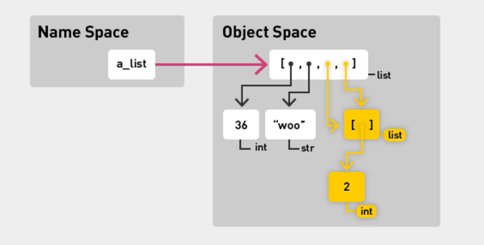 Name Space
Object Space
a_list
[ , , , ]
list
36
"woo"
[ ]
int
str
list
2
int